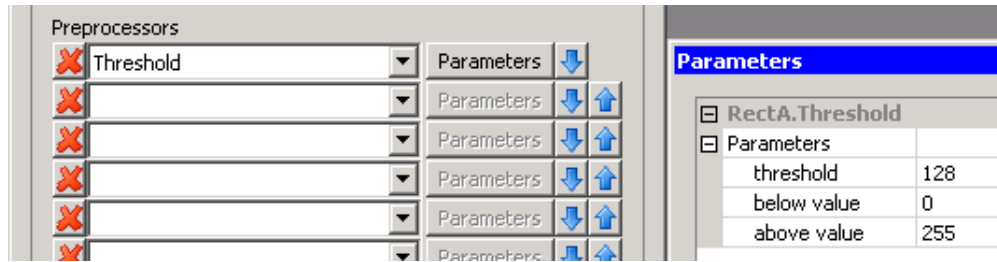 Preprocessors
Threshold Parameters
Parameters
Parameters
Parameters
Parameters
Parameters
Parameters
RectA.Threshold
Parameters
threshold 128
below value 0
above value 255